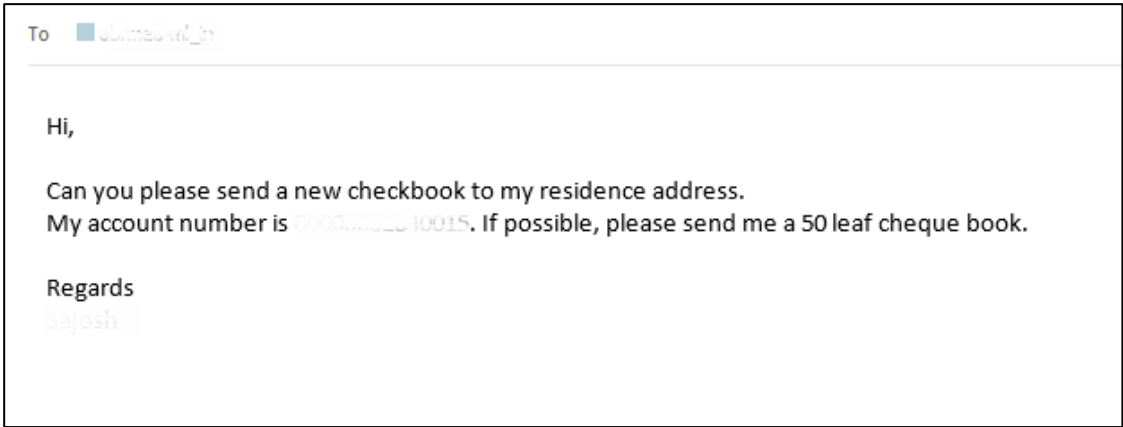 To
Hi,
Can you please send a new checkbook to my residence address.
My account number is . If possible, please send me a 50 leaf cheque book.
Regards
Sajosh